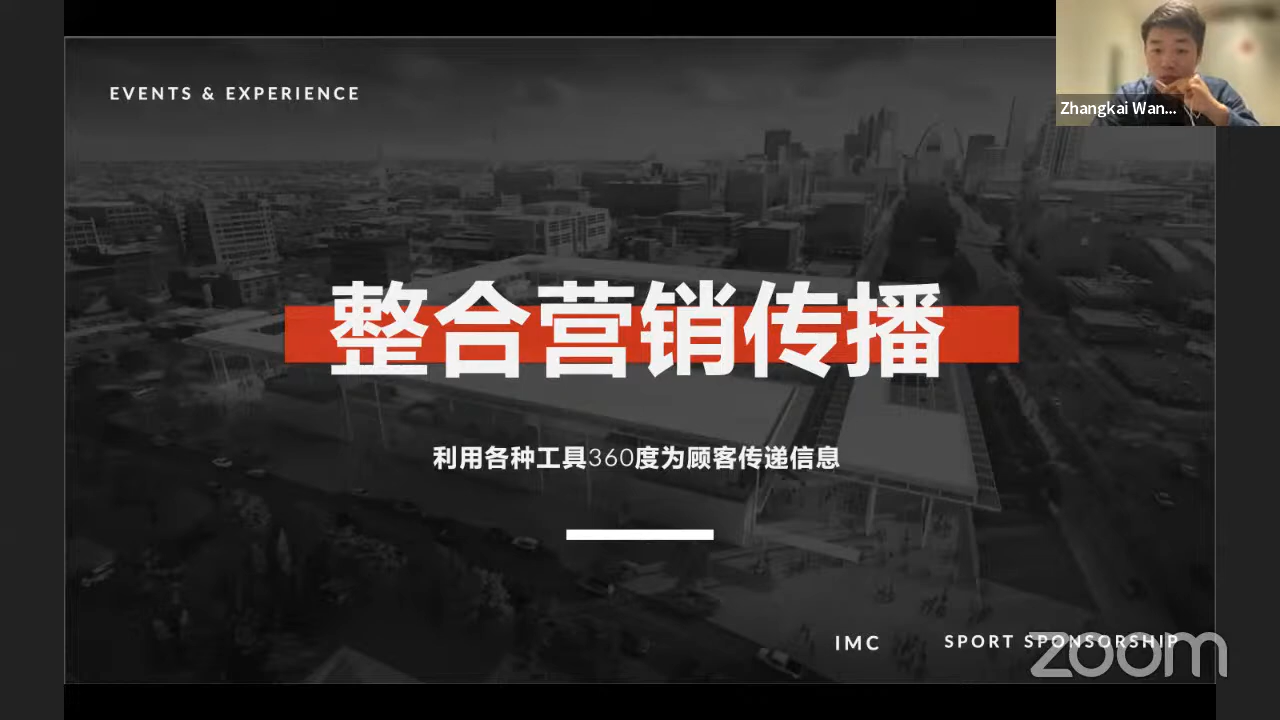 EVENTS & EXPERIENCE
Zhangkai Wan...
整合营销传播
利用各种工具360度为顾客传递信息
IMC
SPORT SPONSORSHIP
zoom